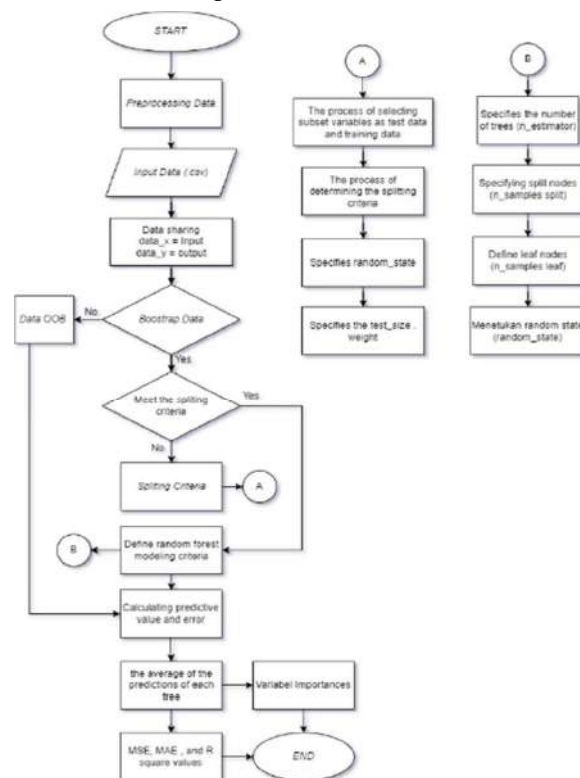 START
Preprocessing Data
Input Data (.csv)
Data sharing
data_x = Input
data_y = output
Boostrap Data
No.
Data OOB
Yes.
Meet the spliting
criteria
Yes.
No.
Spliting Criteria
A
Define random forest
modeling criteria
B
Calculating predictive
value and error
the average of the
predictions of each
tree
Variabel Importances
MSE, MAE , and R
square values
END
A
The process of selecting
subset variables as test data
and training data
The process of
determining the splitting
criteria
Specifies random_state
Specifies the test_size .
weight
B
Specifies the number
of trees (n_estimator)
Specifying split nodes
(n_samples split)
Define leaf nodes
(n_samples leaf)
Menetukan random state
(random_state)